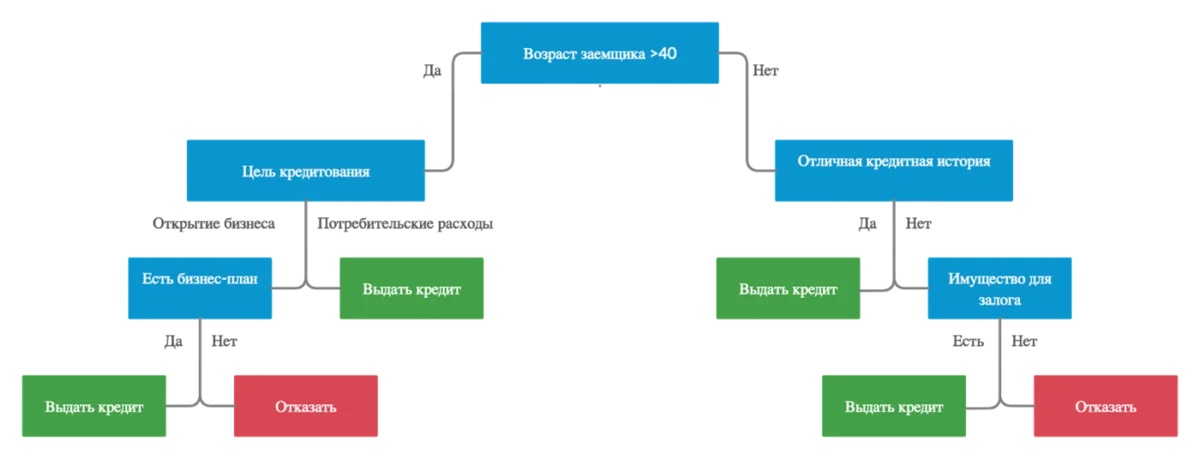 Возраст заемщика >40
Да
Нет
Цель кредитования
Отличная кредитная история
Открытие бизнеса
Потребительские расходы
Да
Нет
Есть бизнес-план
Выдать кредит
Выдать кредит
Имущество для
залога
Да
Нет
Есть
Нет
Выдать кредит
Отказать
Выдать кредит
Отказать